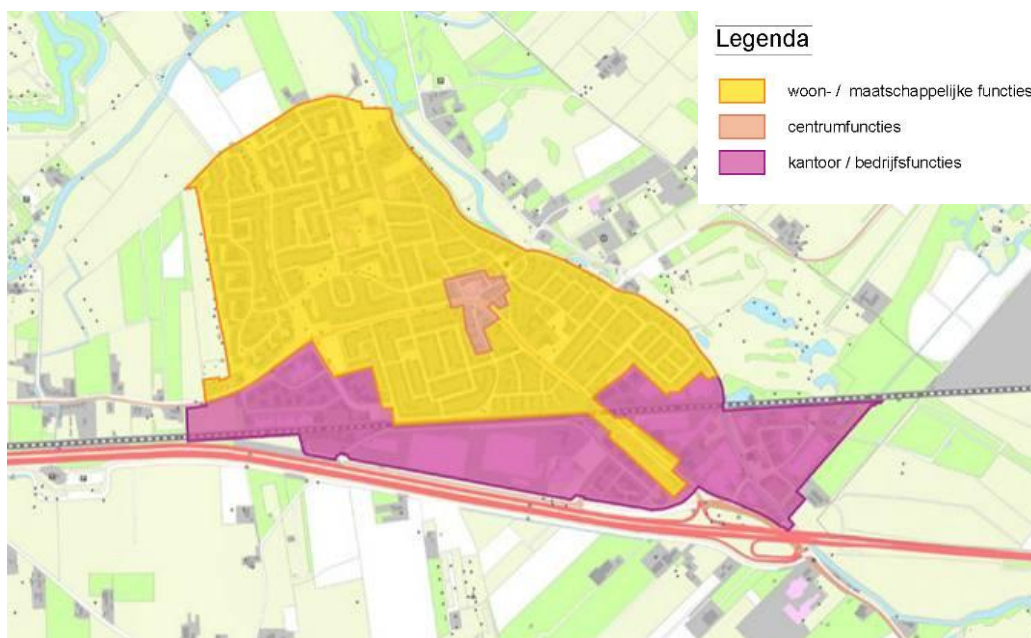 Legenda
woon- / maatschappelijke functies
centrumfuncties
kantoor / bedrijfsfuncties